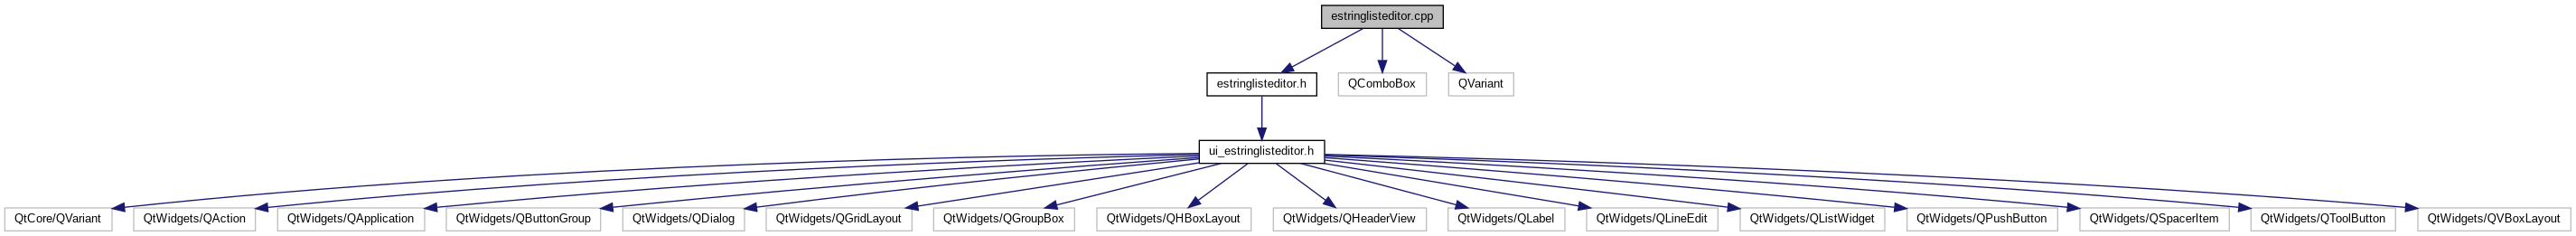 estringlisteditor.cpp
estringlisteditor.h
QComboBox
QVariant
ui_estringlisteditor.h
QtCore/QVariant
QtWidgets/QAction
QtWidgets/QApplication
QtWidgets/QButtonGroup
QtWidgets/QDialog
QtWidgets/QGridLayout
QtWidgets/QGroupBox
QtWidgets/QHBoxLayout
QtWidgets/QHeaderView
QtWidgets/QLabel
QtWidgets/QLineEdit
QtWidgets/QListWidget
QtWidgets/QPushButton
QtWidgets/QSpacerItem
QtWidgets/QToolButton
QtWidgets/QVBoxLayout